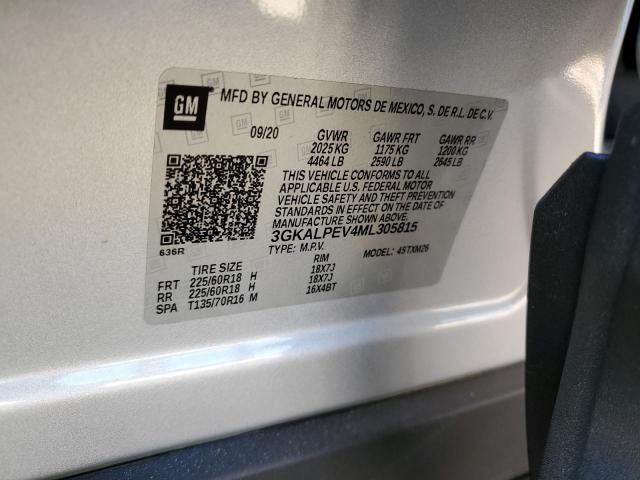 GM MFD BY GENERAL MOTORS DE MEXICO, S. DE R.L. DE C.V.
09/20 GVWR GAWR FRT GAWR RR
2025 KG 1175 KG 1200 KG
4464 LB 2590 LB 2645 LB
THIS VEHICLE CONFORMS TO ALL
APPLICABLE U.S. FEDERAL MOTOR
VEHICLE SAFETY AND THEFT PREVENTION
STANDARDS IN EFFECT ON THE DATE OF
MANUFACTURE SHOWN ABOVE.
3GKALPEV4ML305815
636R TYPE: M.P.V. MODEL: 4STXM26
TIRE SIZE RIM
FRT 225/60R18 H 18X7J
RR 225/60R18 H 18X7J
SPA T135/70R16 M 16X4BT